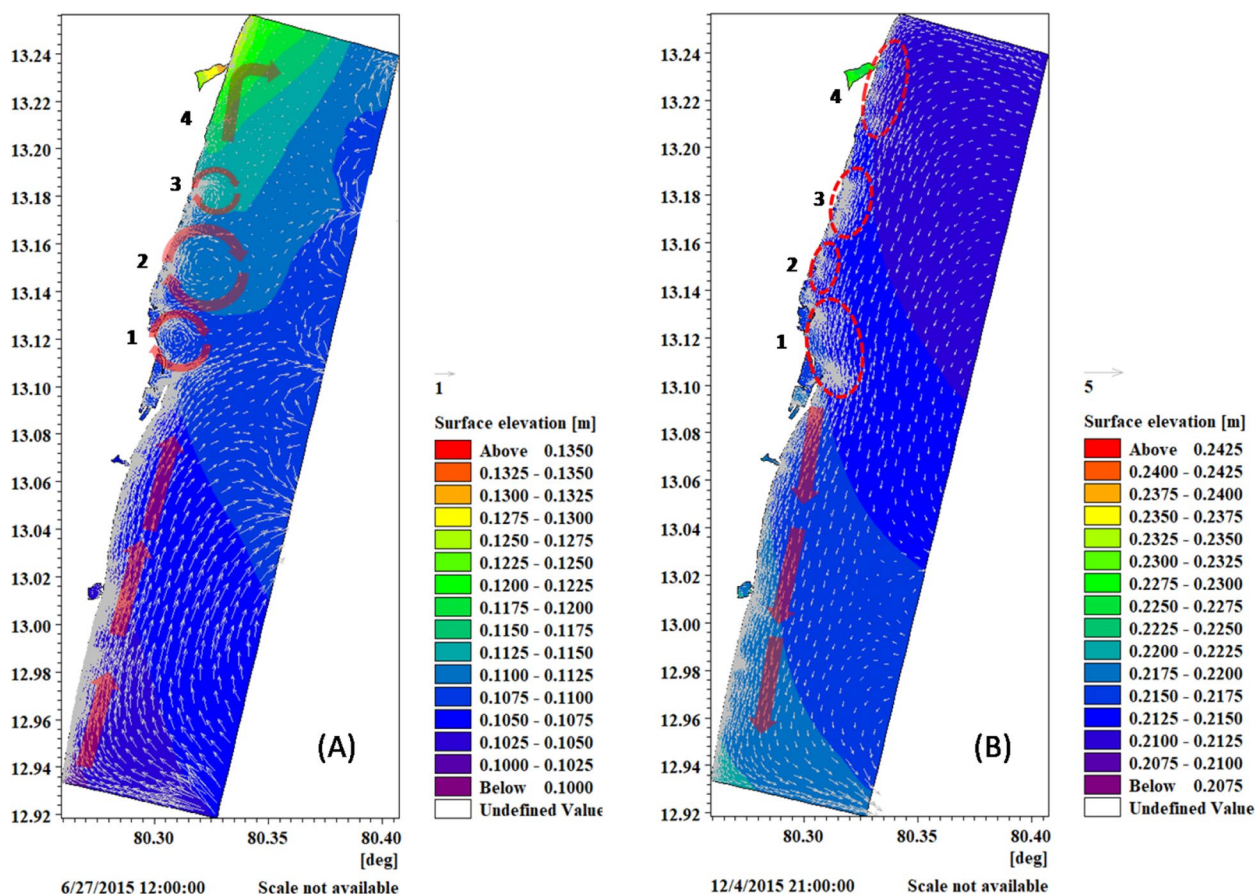 13.24
13.22
13.20
13.18
13.16
13.14
13.12
13.10
13.08
13.06
13.04
13.02
13.00
12.98
12.96
12.94
12.92
4
3
2
1
(A)
80.30 80.35 80.40
[deg]
6/27/2015 12:00:00 Scale not available
1
Surface elevation [m]
Above 0.1350
0.1325 - 0.1350
0.1300 - 0.1325
0.1275 - 0.1300
0.1250 - 0.1275
0.1225 - 0.1250
0.1200 - 0.1225
0.1175 - 0.1200
0.1150 - 0.1175
0.1125 - 0.1150
0.1100 - 0.1125
0.1075 - 0.1100
0.1050 - 0.1075
0.1025 - 0.1050
0.1000 - 0.1025
Below 0.1000
Undefined Value
13.24
13.22
13.20
13.18
13.16
13.14
13.12
13.10
13.08
13.06
13.04
13.02
13.00
12.98
12.96
12.94
12.92
4
3
2
1
(B)
80.30 80.35 80.40
[deg]
12/4/2015 21:00:00 Scale not available
5
Surface elevation [m]
Above 0.2425
0.2400 - 0.2425
0.2375 - 0.2400
0.2350 - 0.2375
0.2325 - 0.2350
0.2300 - 0.2325
0.2275 - 0.2300
0.2250 - 0.2275
0.2225 - 0.2250
0.2200 - 0.2225
0.2175 - 0.2200
0.2150 - 0.2175
0.2125 - 0.2150
0.2100 - 0.2125
0.2075 - 0.2100
Below 0.2075
Undefined Value